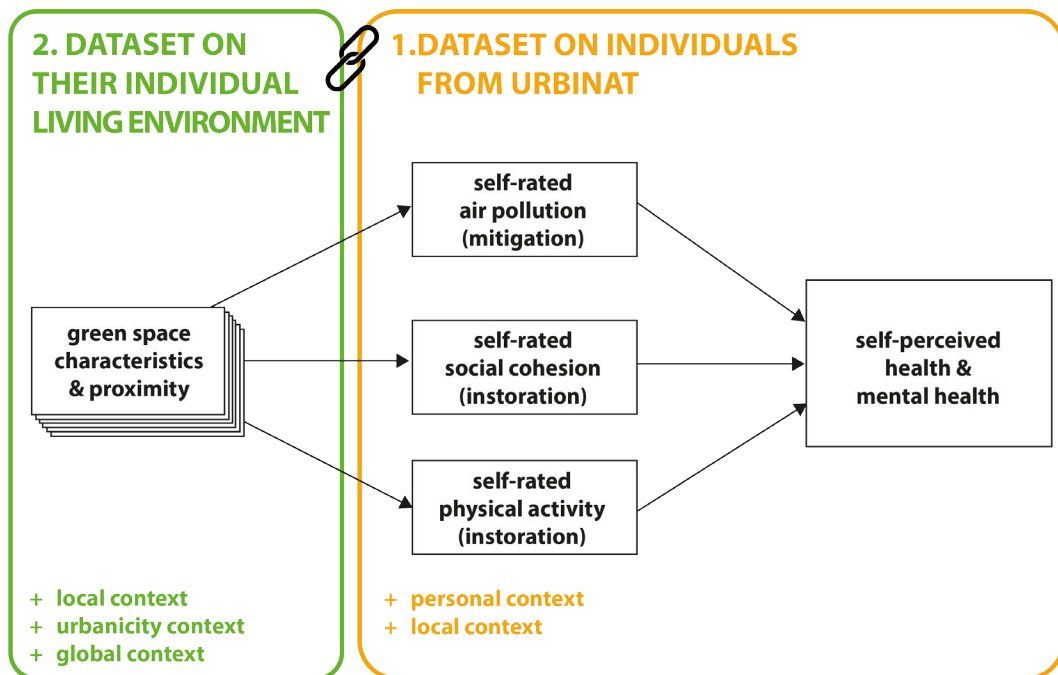 2. DATASET ON
THEIR INDIVIDUAL
LIVING ENVIRONMENT
1.DATASET ON INDIVIDUALS
FROM URBINAT
green space
characteristics
& proximity
self-rated
air pollution
(mitigation)
self-rated
social cohesion
(instoration)
self-rated
physical activity
(instoration)
self-perceived
health &
mental health
+ local context
+ urbanicity context
+ global context
+ personal context
+ local context